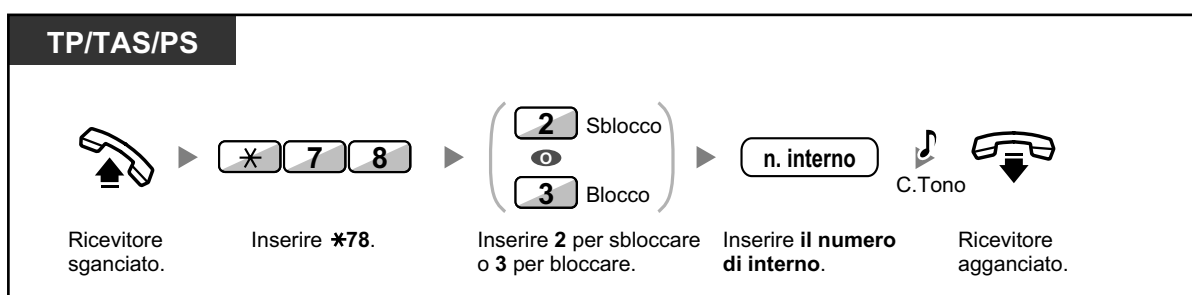 TP/TAS/PS
2 Sblocco
* 7 8
o
n. interno
3 Blocco
C.Tono
Ricevitore
sganciato.
Inserire *78.
Inserire 2 per sbloccare
o 3 per bloccare.
Inserire il numero
di interno.
Ricevitore
agganciato.